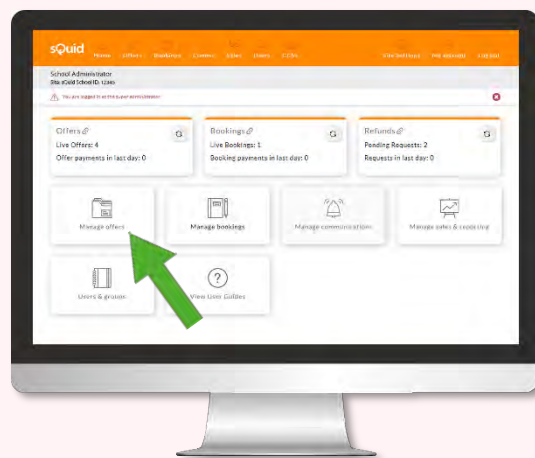 sQuid Home Offers Bookings Comms Sales Users CCRs Site Settings My Account Logout
School Administrator
Site: sQuid School ID: 12345
You are logged in as the super administrator
Offers
Live Offers: 4
Offer payments in last day: 0
Bookings
Live Bookings: 1
Booking payments in last day: 0
Refunds
Pending Requests: 2
Requests in last day: 0
Manage offers
Manage bookings
Manage communications
Manage sales & reporting
Users & groups
View User Guides